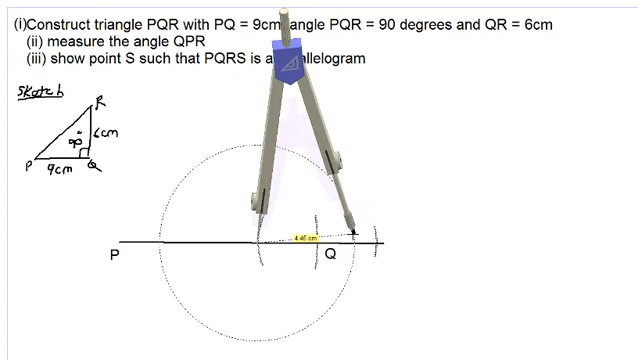 (i)Construct triangle PQR with PQ = 9cm, angle PQR = 90 degrees and QR = 6cm
(ii) measure the angle QPR
(iii) show point S such that PQRS is a parallelogram
Sketch
R
6cm
90°
P
Q
9cm
4.46 cm
P
Q